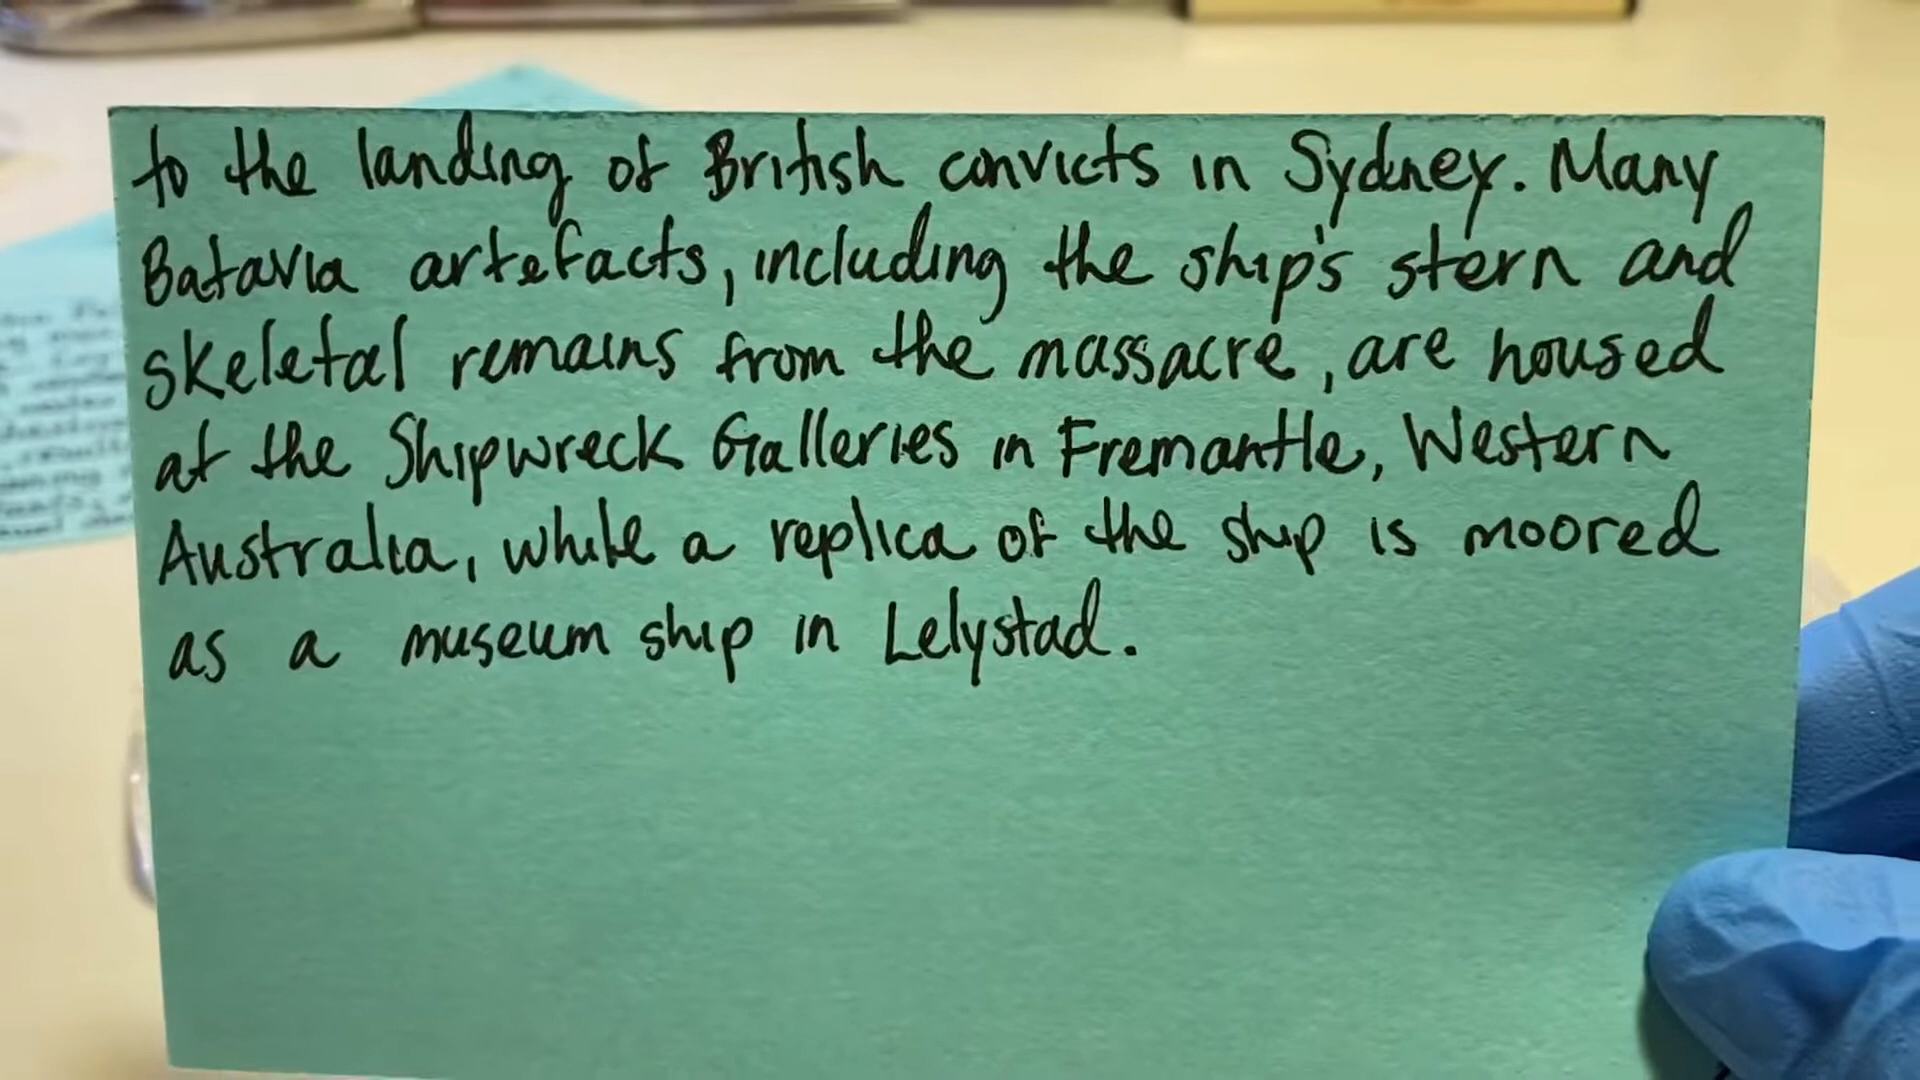 to the landing of British convicts in Sydney. Many
Batavia artefacts, including the ship's stern and
skeletal remains from the massacre, are housed
at the Shipwreck Galleries in Fremantle, Western
Australia, while a replica of the ship is moored
as a museum ship in Lelystad.